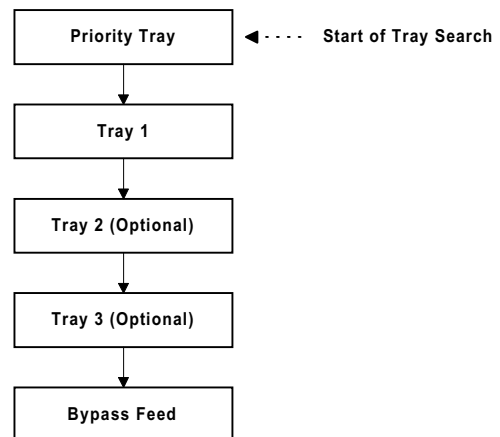 Priority Tray
Start of Tray Search
Tray 1
Tray 2 (Optional)
Tray 3 (Optional)
Bypass Feed